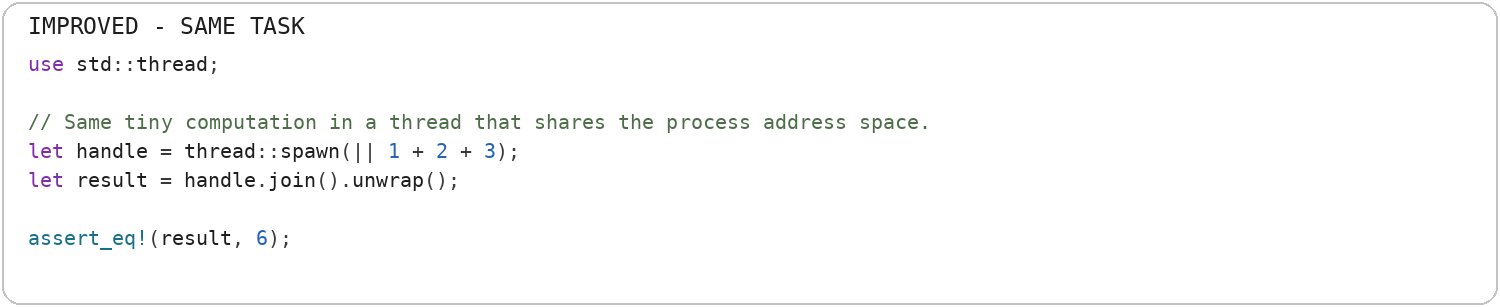 IMPROVED - SAME TASK
use std::thread;
// Same tiny computation in a thread that shares the process address space.
let handle = thread::spawn(|| 1 + 2 + 3);
let result = handle.join().unwrap();
assert_eq!(result, 6);